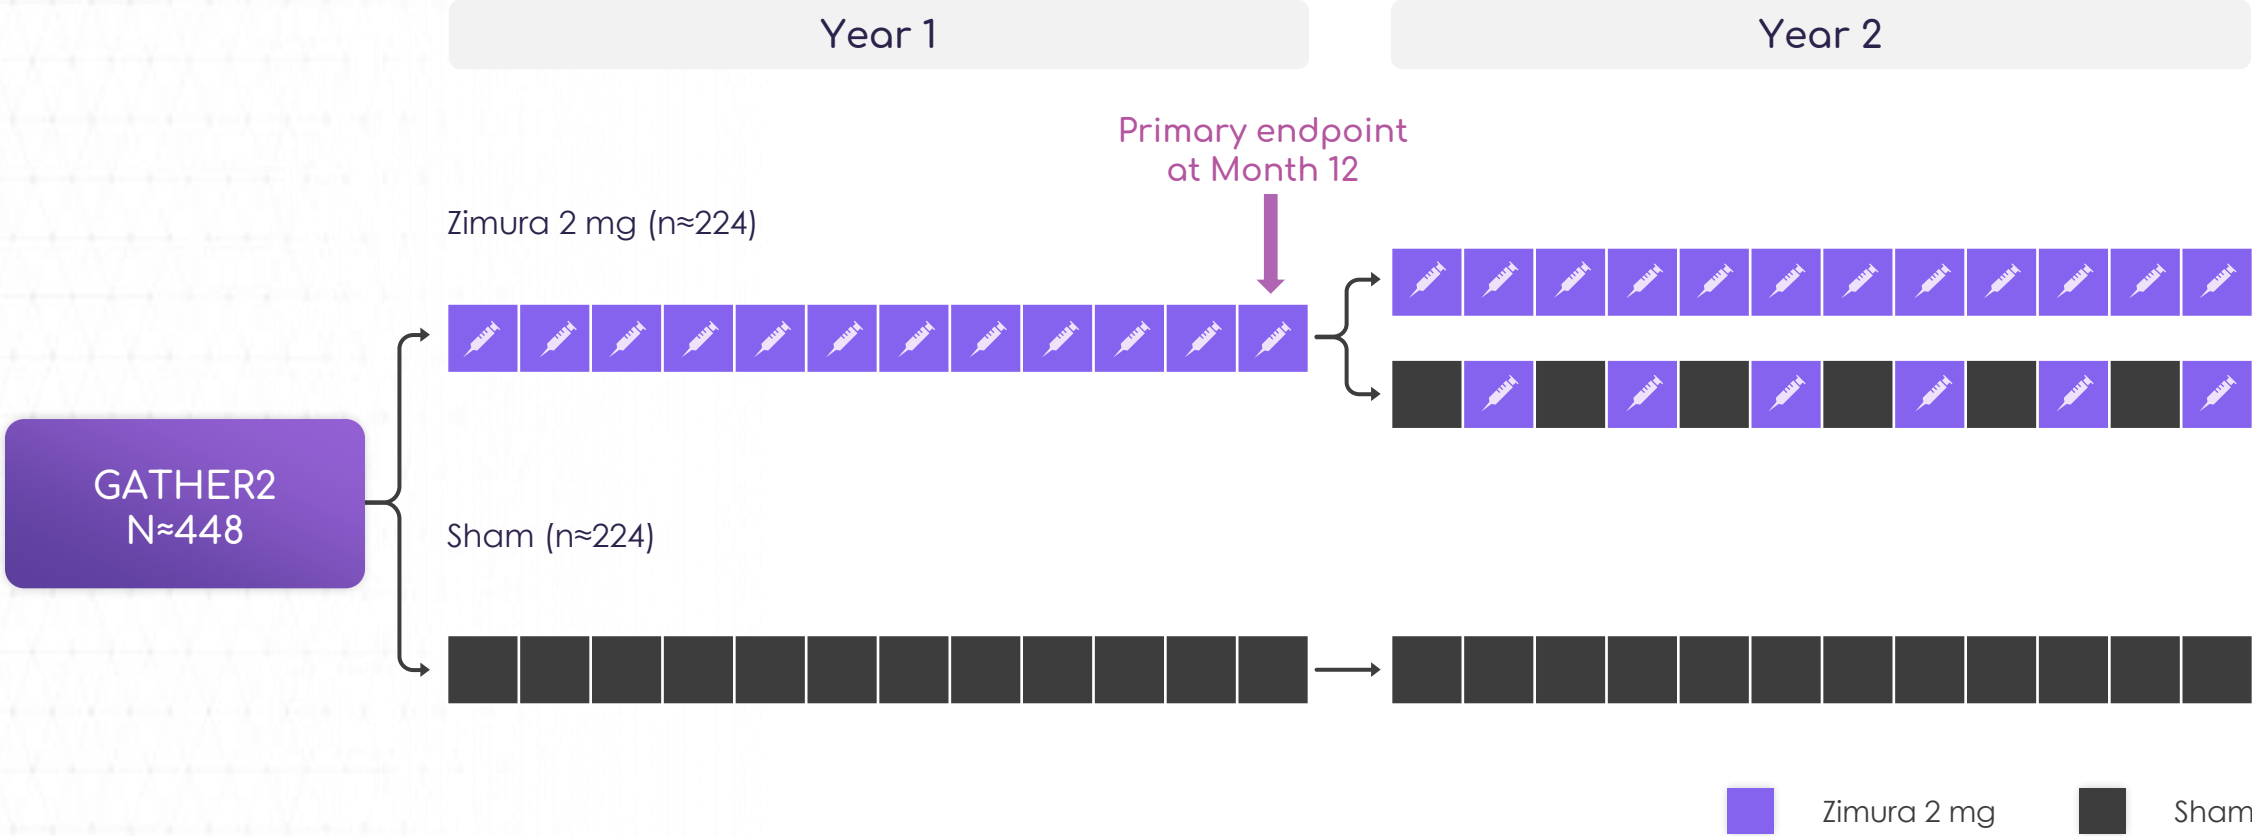 Year 1
Year 2
Primary endpoint
at Month 12
Zimura 2 mg (n≈224)
GATHER2
N≈448
Sham (n≈224)
Zimura 2 mg
Sham